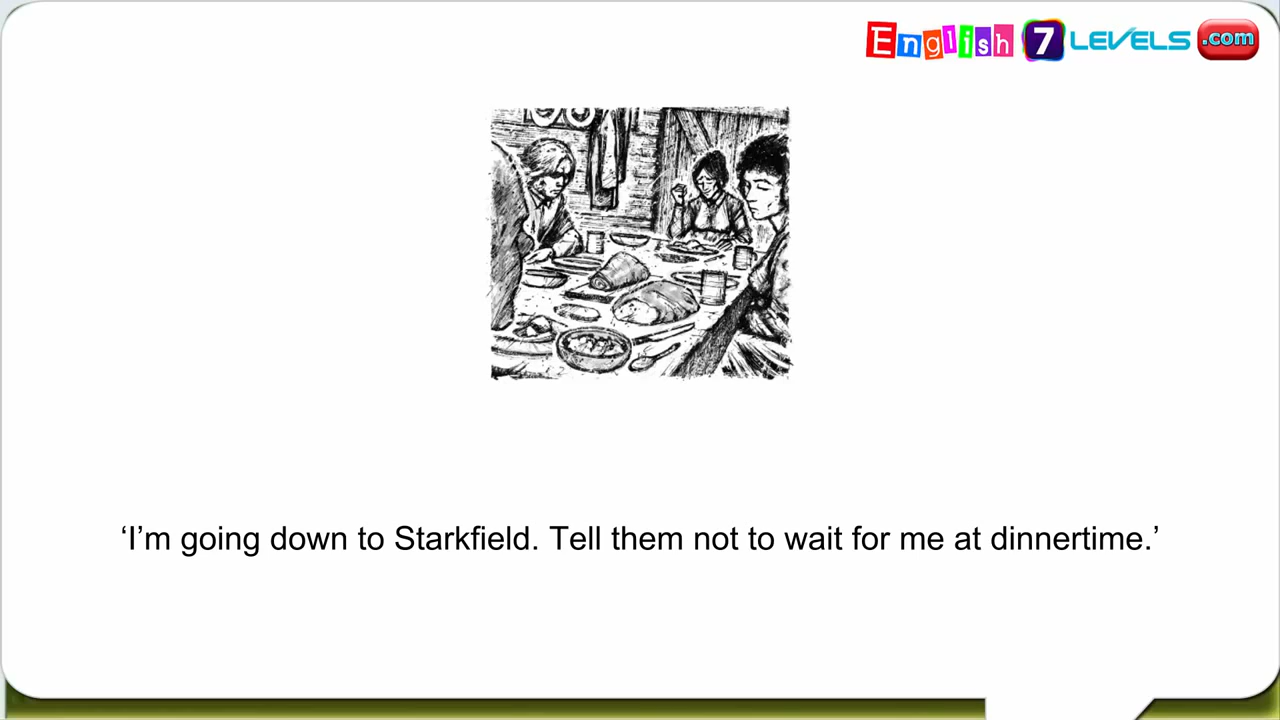 English 7 LEVELS .com
‘I’m going down to Starkfield. Tell them not to wait for me at dinnertime.’